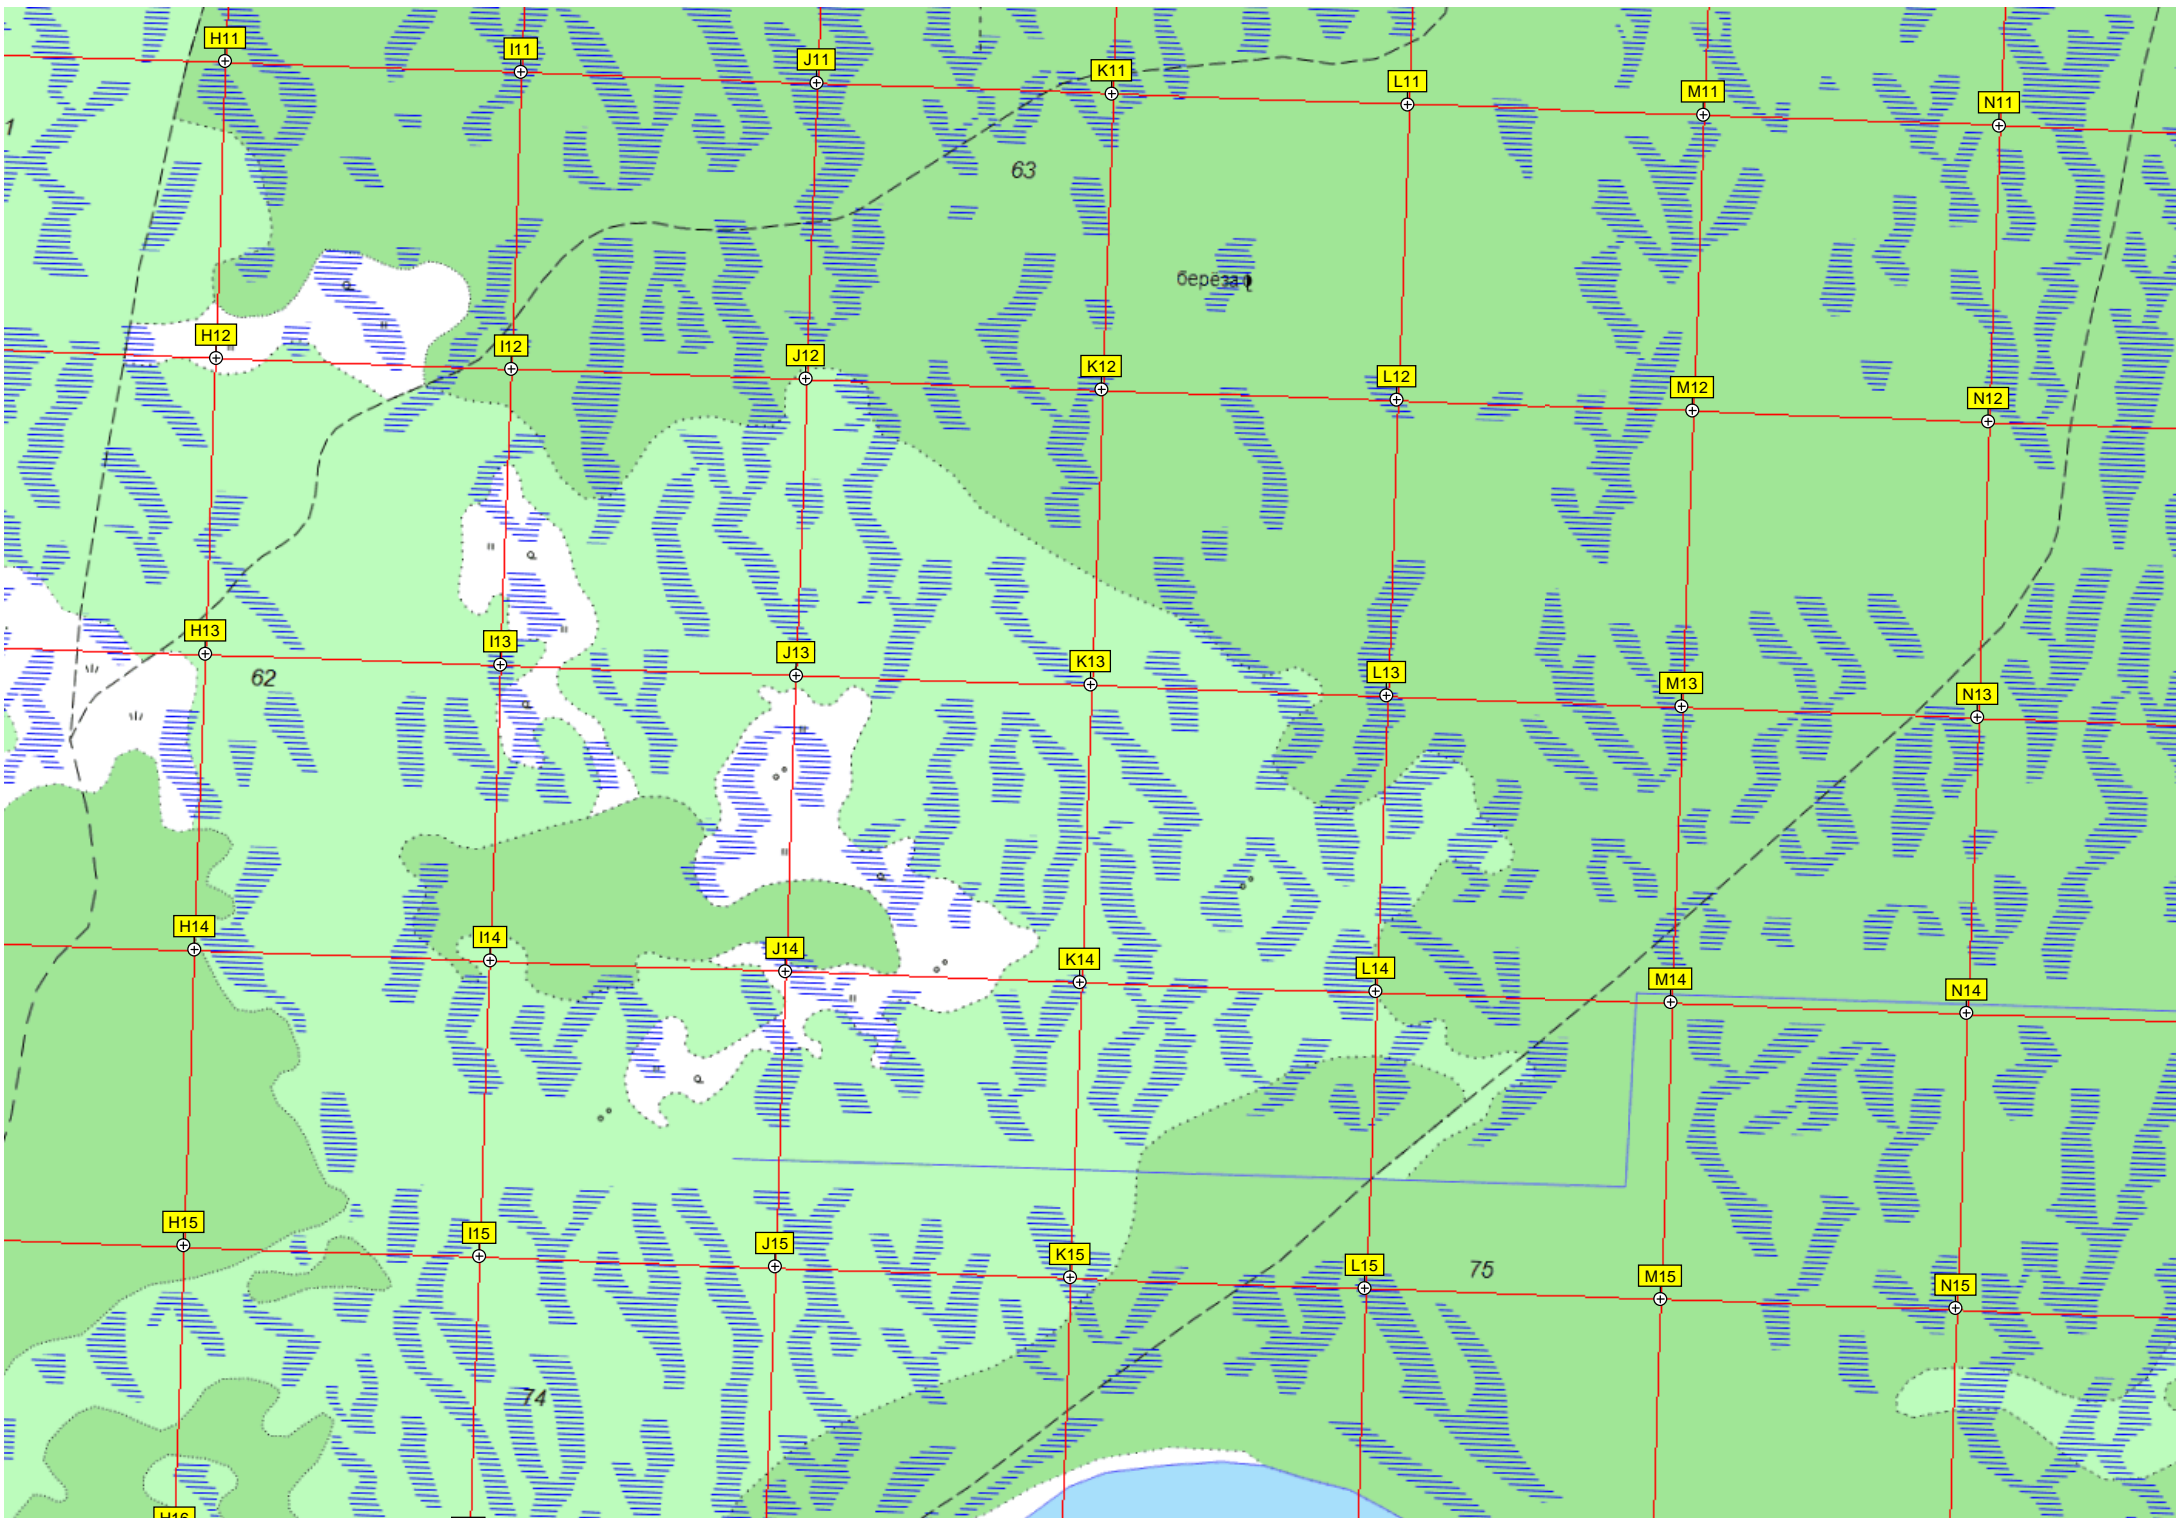 H11 I11 J11 K11 L11 M11 N11
1
63
берёза
H12 I12 J12 K12 L12 M12 N12
H13 I13 J13 K13 L13 M13 N13
62
H14 I14 J14 K14 L14 M14 N14
H15 I15 J15 K15 L15 M15 N15
75
74
H16